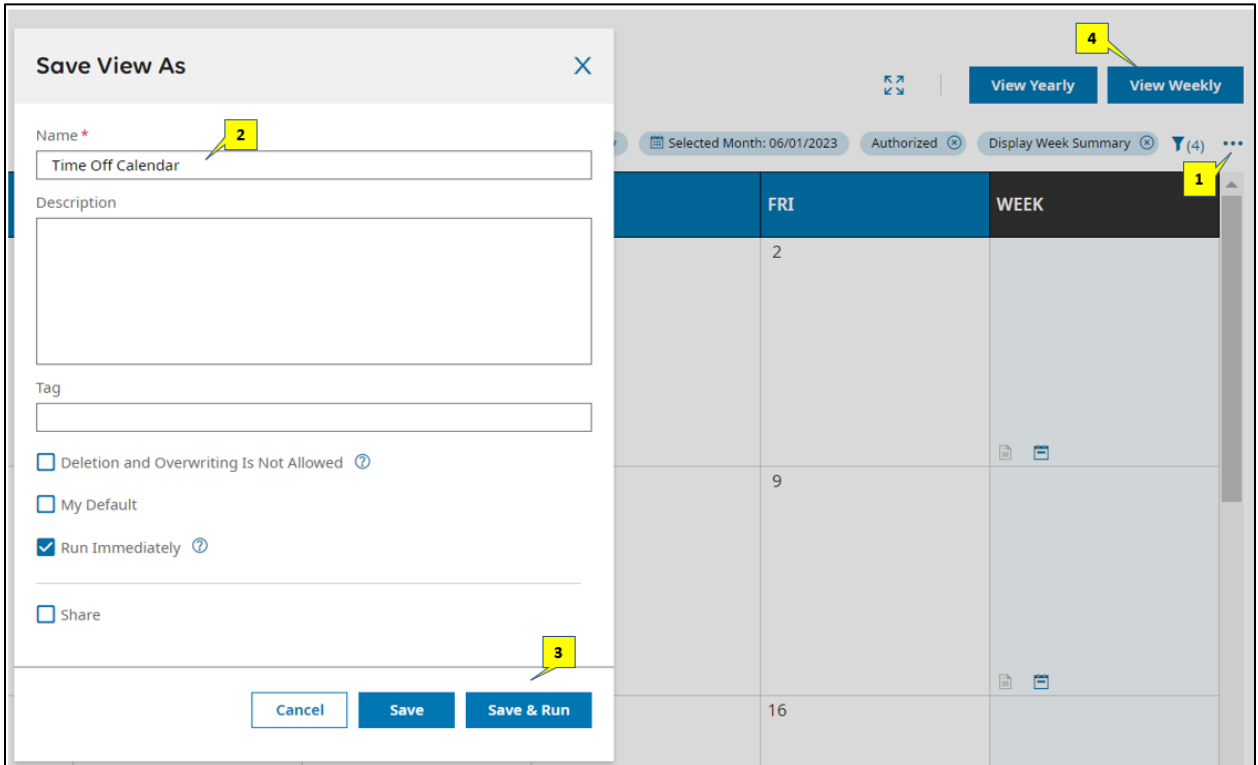 Save View As
4
View Yearly
View Weekly
Name *
2
Time Off Calendar
Selected Month: 06/01/2023
Authorized
Display Week Summary
(4)
1
Description
FRI
WEEK
2
Tag
Deletion and Overwriting Is Not Allowed
My Default
9
Run Immediately
Share
3
Cancel
Save
Save & Run
16